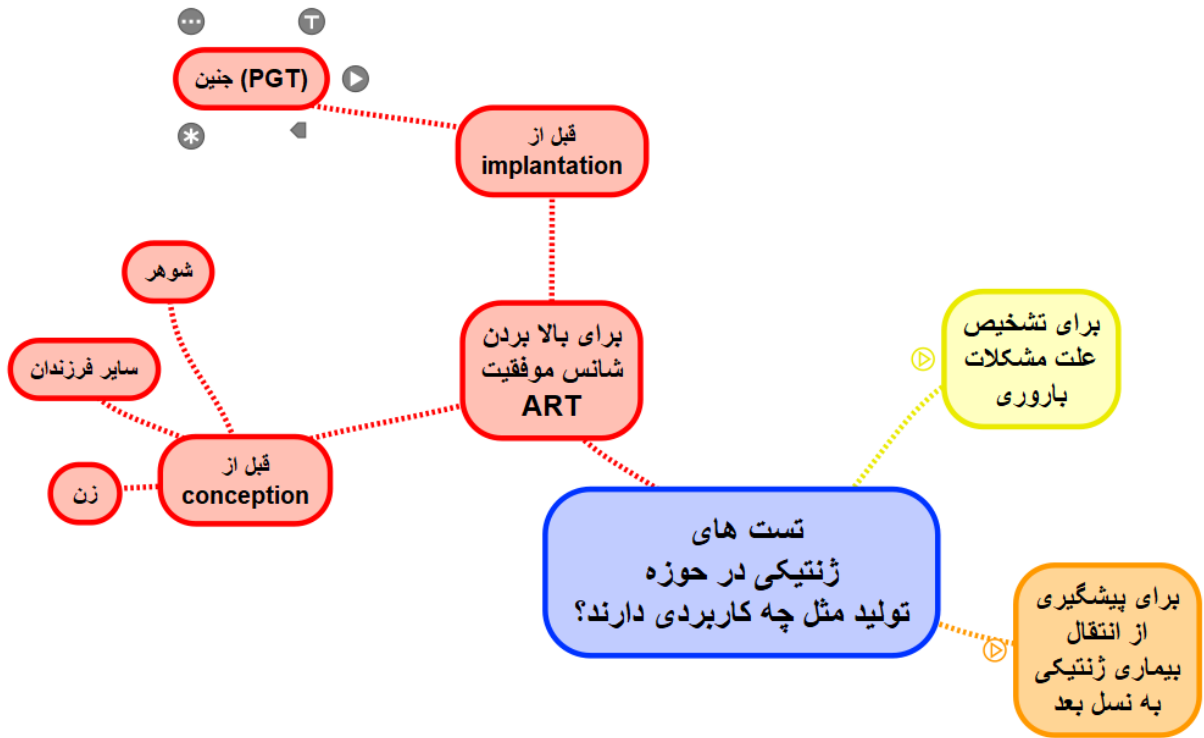 (PGT) جنین
قبل از
implantation
شوهر
سایر فرزندان
زن
قبل از
conception
برای بالا بردن
شانس موفقیت
ART
برای تشخیص
علت مشکلات
باروری
تست های
ژنتیکی در حوزه
تولید مثل چه کاربردی دارند؟
برای پیشگیری
از انتقال
بیماری ژنتیکی
به نسل بعد